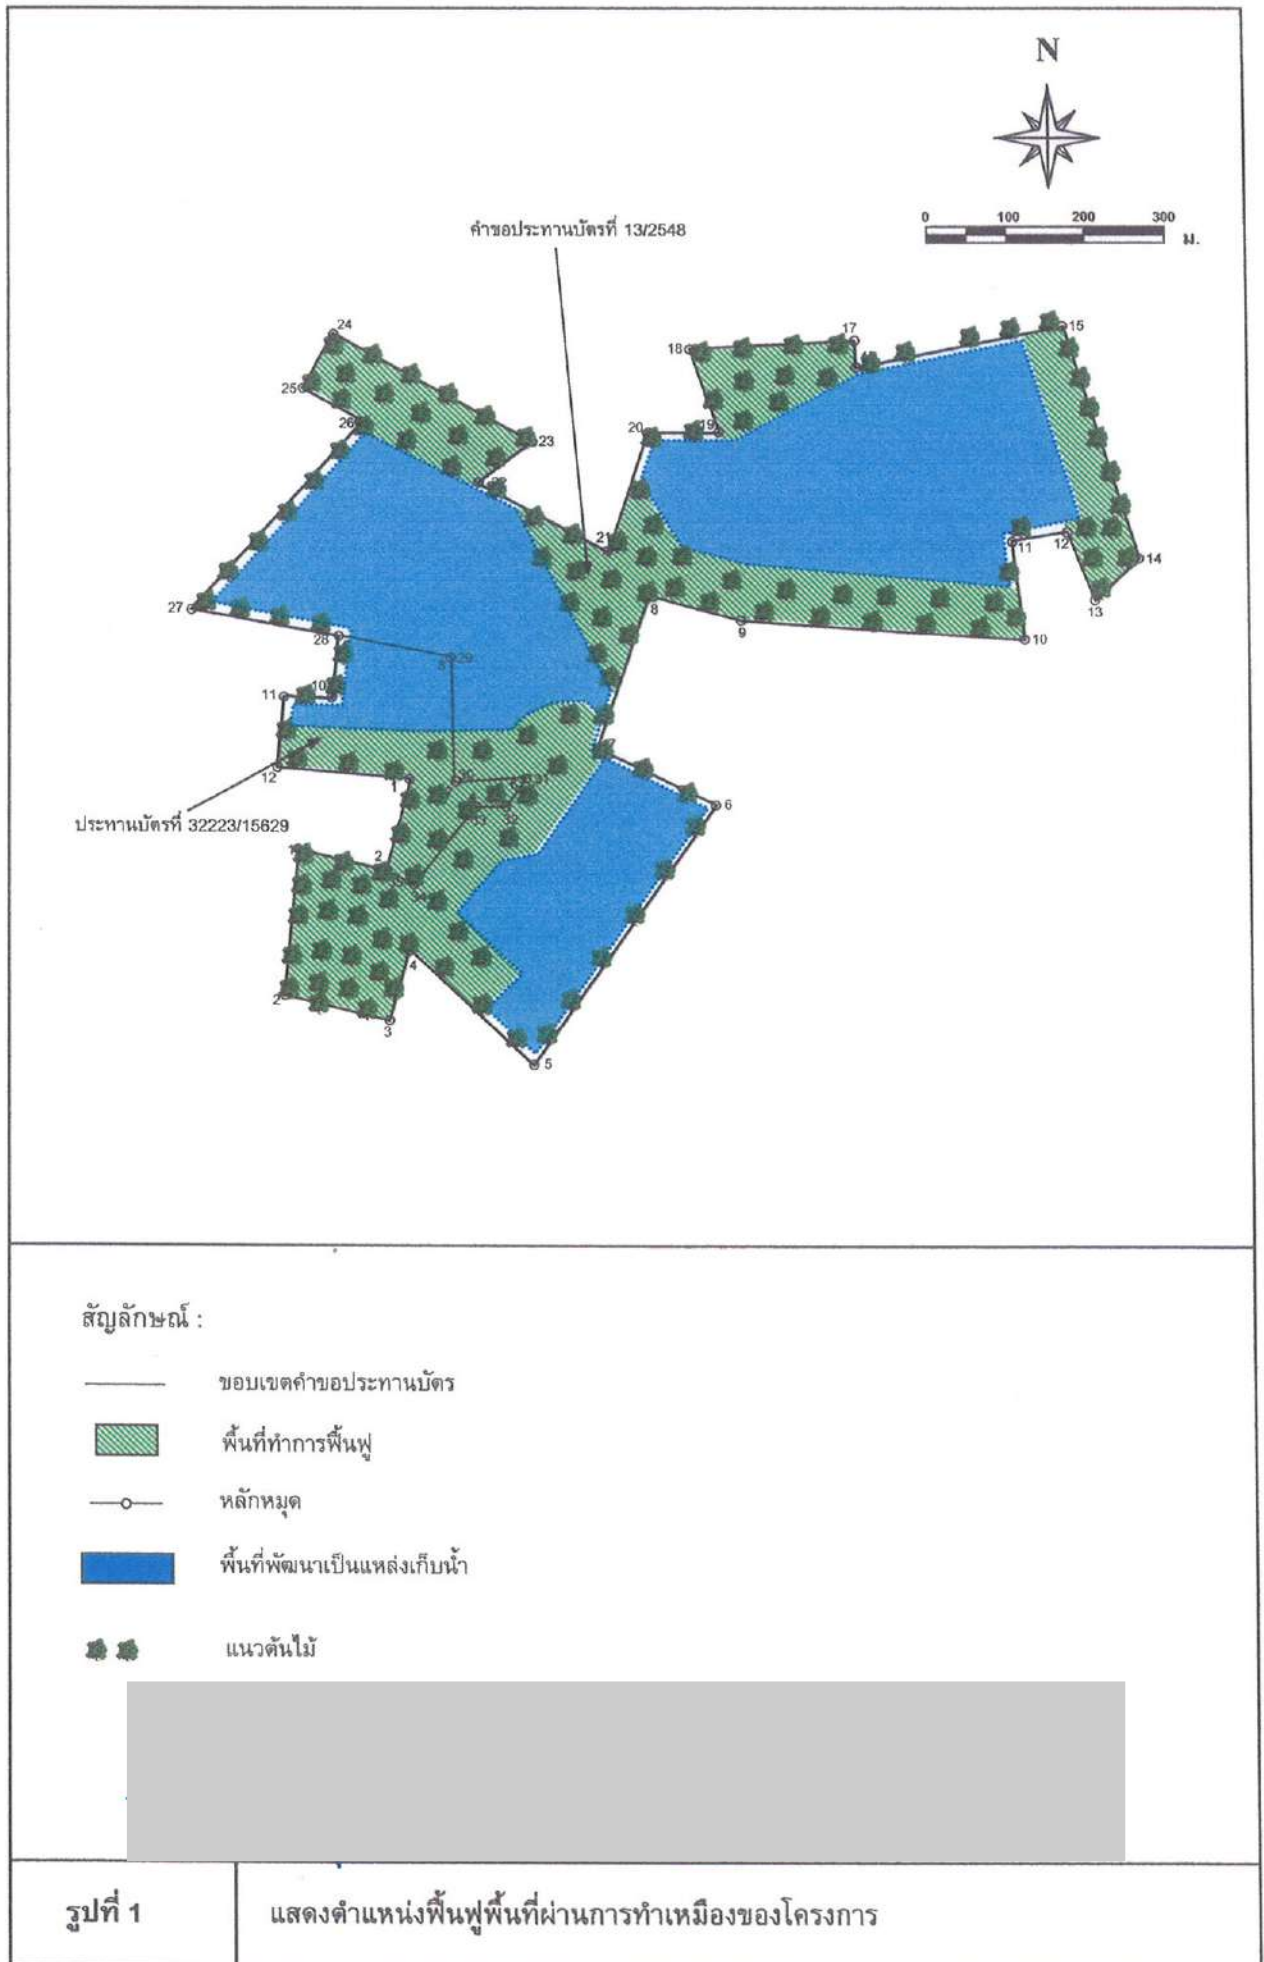 N
0 100 200 300
ม.
คำขอประทานบัตรที่ 13/2548
24
17
15
18
25
26
20
19
23
21
11
12
14
27
8
13
28
29
9
10
11
10
12
1
31
6
32
ประทานบัตรที่ 32223/15629
2
4
2
3
5
สัญลักษณ์ :
ขอบเขตคำขอประทานบัตร
พื้นที่ทำการฟื้นฟู
หลักหมุด
พื้นที่พัฒนาเป็นแหล่งเก็บน้ำ
แนวต้นไม้
รูปที่ 1
แสดงตำแหน่งฟื้นฟูพื้นที่ผ่านการทำเหมืองของโครงการ